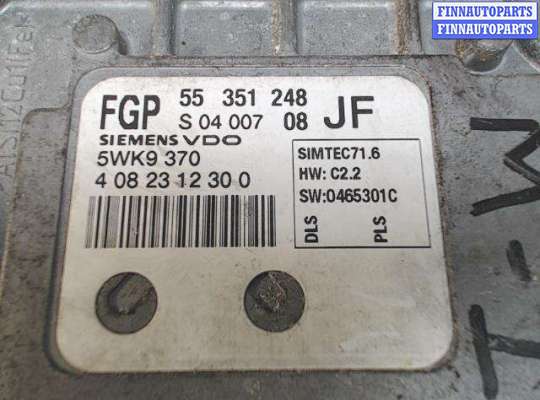 FINNAUTOPARTS
FINNAUTOPARTS
FGP 55 351 248
S 04 007 08 JF
SIEMENS VDO
5WK9 370
4 08 23 12 30 0
SIMTEC71.6
HW: C2.2
SW:0465301C
DLS
PLS